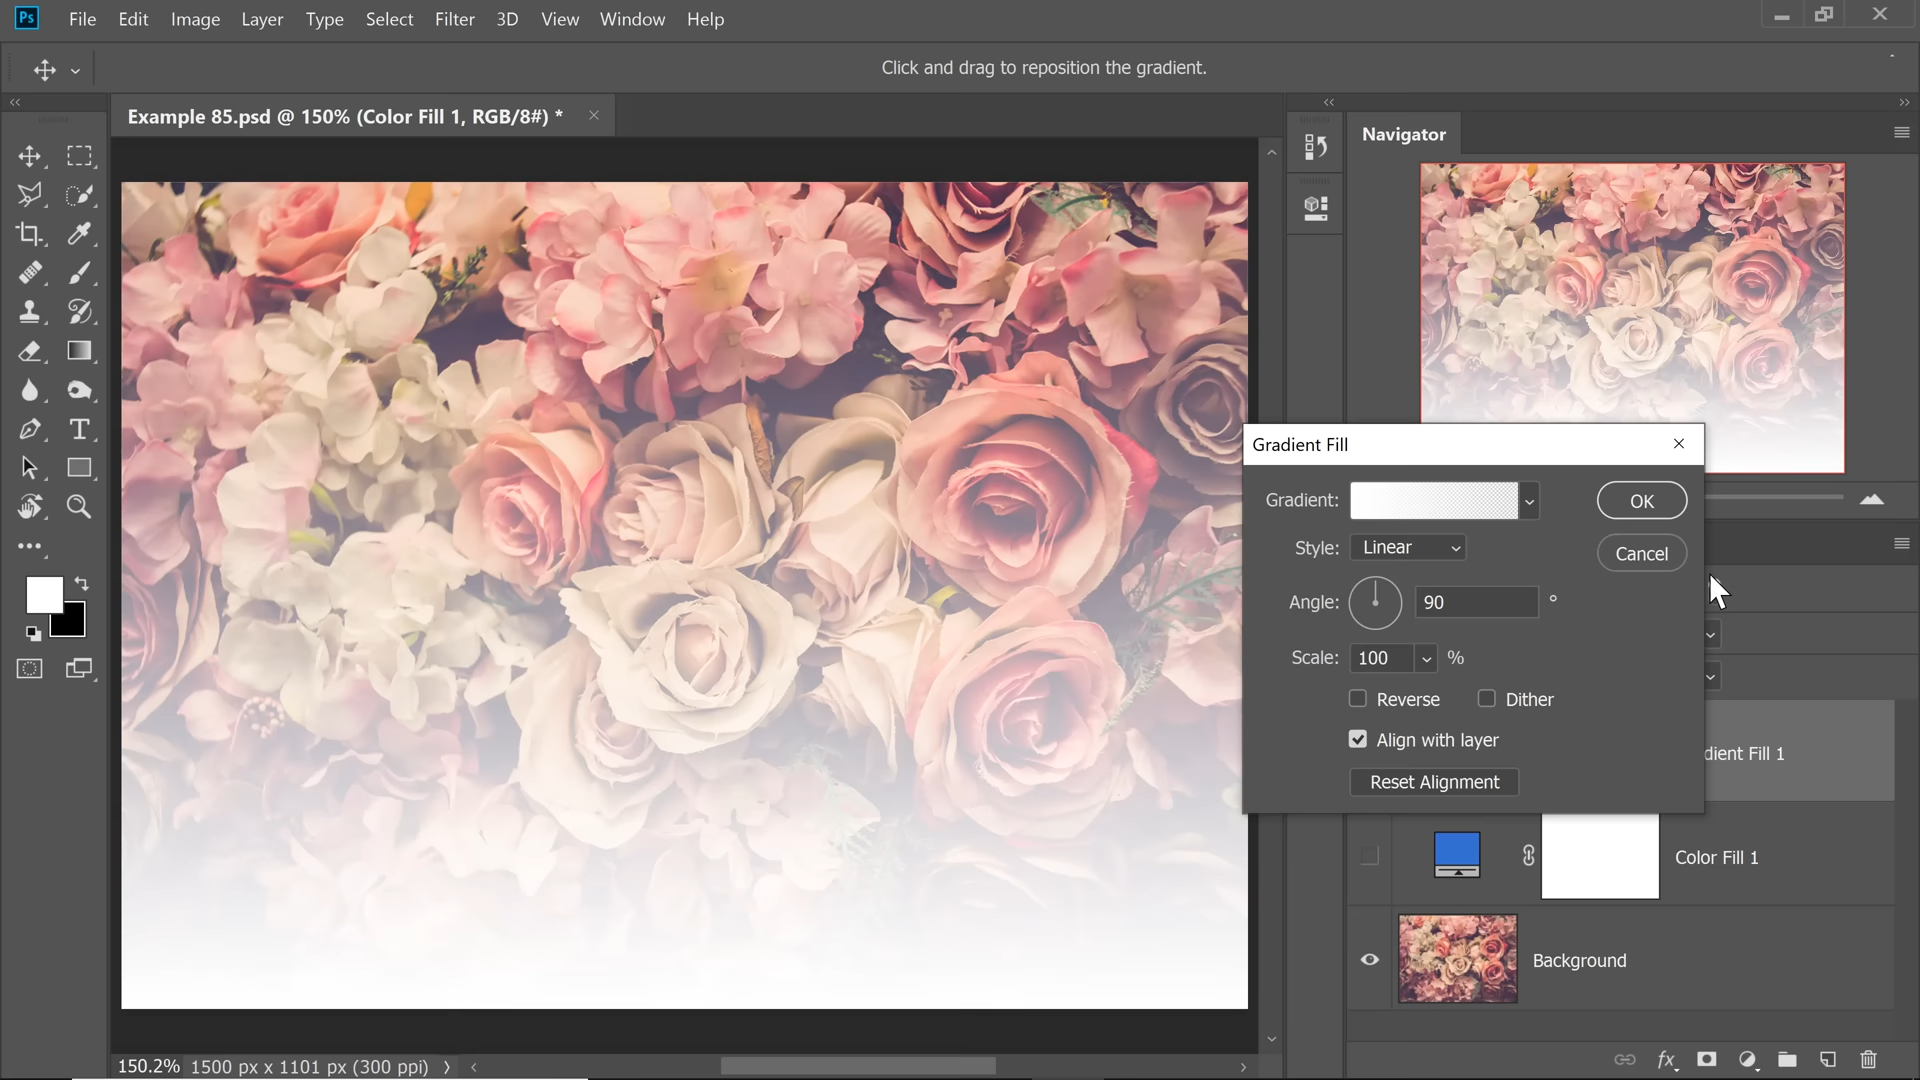 Ps File Edit Image Layer Type Select Filter 3D View Window Help
Click and drag to reposition the gradient.
Example 85.psd @ 150% (Color Fill 1, RGB/8#) *
Navigator
Gradient Fill
Gradient:
OK
Style: Linear
Cancel
Angle: 90 °
Scale: 100 %
Reverse Dither
Align with layer
dient Fill 1
Reset Alignment
Color Fill 1
Background
150.2% 1500 px x 1101 px (300 ppi)
fx